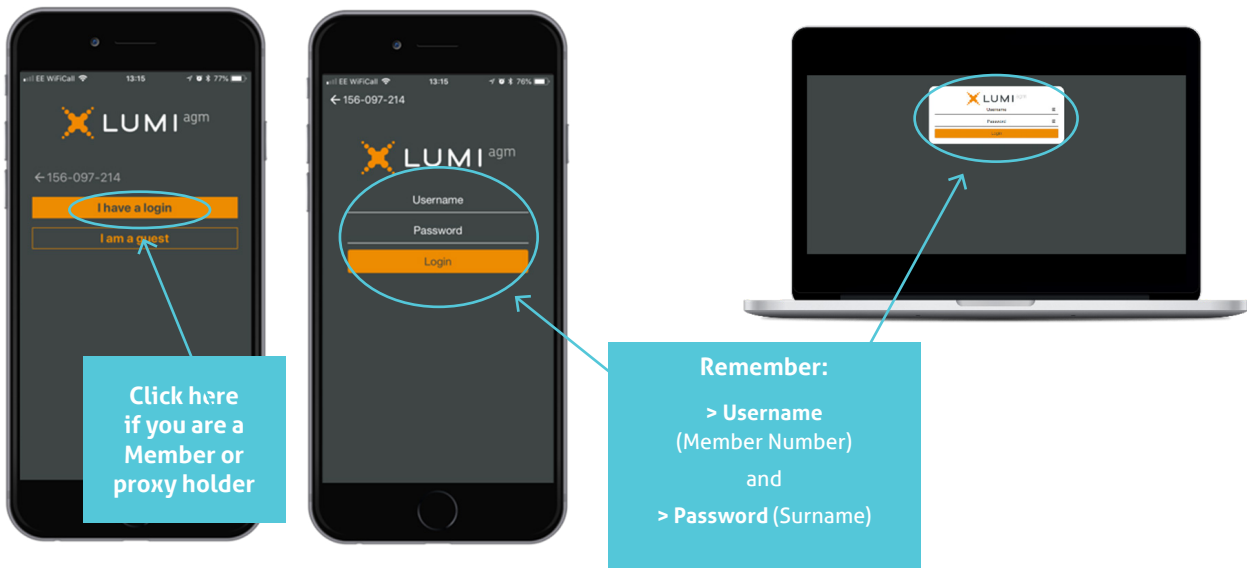 EE WiFiCall 13:15 77%
LUMI agm
←156-097-214
I have a login
I am a guest
Click here
if you are a
Member or
proxy holder
EE WiFiCall 13:15 76%
←156-097-214
LUMI agm
Username
Password
Login
LUMI agm
Username
Password
Login
Remember:
> Username
(Member Number)
and
> Password (Surname)